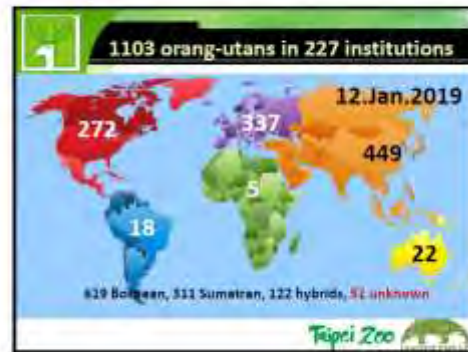 1103 orang-utans in 227 institutions
12.Jan.2019
272
337
449
5
18
22
619 Bornean, 311 Sumatran, 122 hybrids, 51 unknown
Taipei Zoo